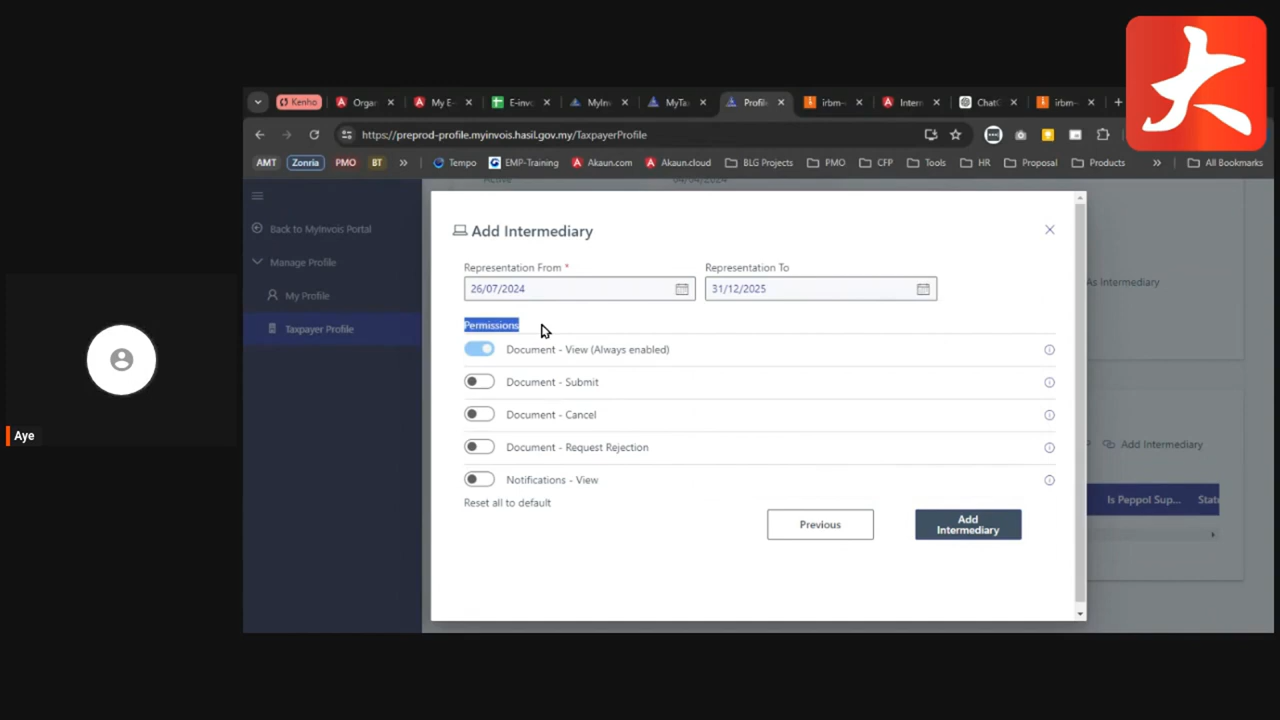 大
Kenho
Organ
My E-
E-invo
MyIn
MyTa
Profil
irbm-
Intern
ChatG
irbm-
https://preprod-profile.myinvois.hasil.gov.my/TaxpayerProfile
AMT
Zonria
PMO
BT
Tempo
EMP-Training
Akaun.com
Akaun.cloud
BLG Projects
PMO
CFP
Tools
HR
Proposal
Products
All Bookmarks
Back to MyInvois Portal
Manage Profile
My Profile
Taxpayer Profile
Add Intermediary
Representation From *
Representation To
26/07/2024
31/12/2025
As Intermediary
Permissions
Document - View (Always enabled)
Document - Submit
Document - Cancel
Document - Request Rejection
Notifications - View
Reset all to default
Previous
Add
Intermediary
Add Intermediary
Is Peppol Sup...
Stat
Aye